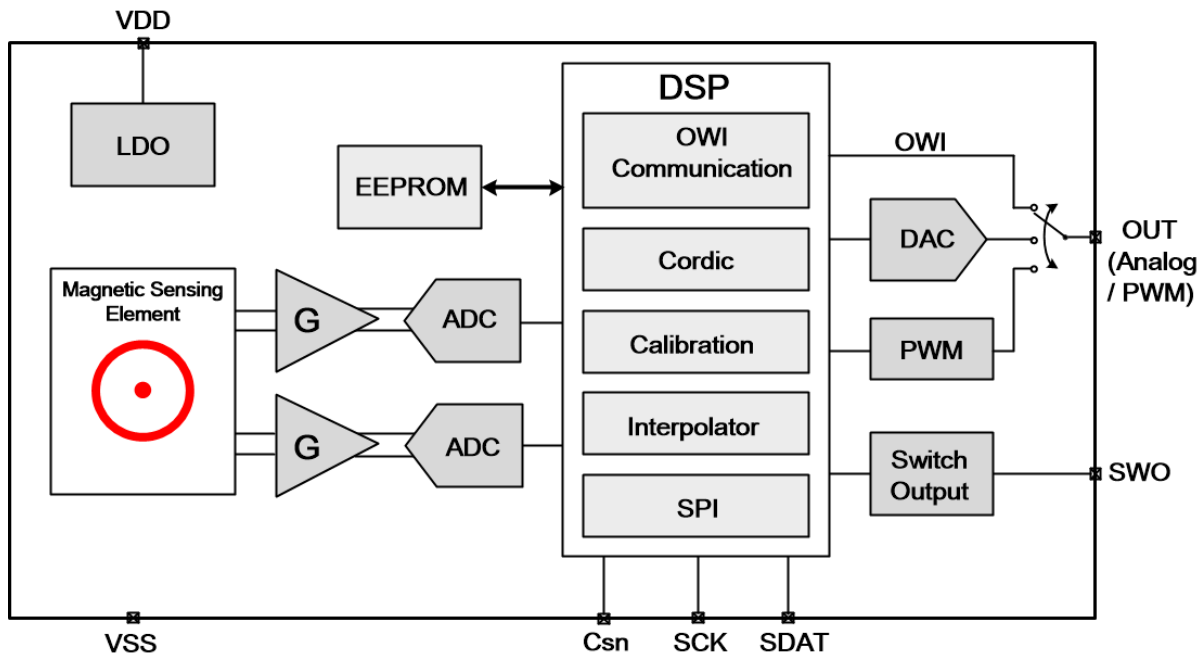 VDD
LDO
EEPROM
Magnetic Sensing
Element
G
ADC
G
ADC
DSP
OWI
Communication
Cordic
Calibration
Interpolator
SPI
OWI
DAC
PWM
Switch
Output
OUT
(Analog
/ PWM)
SWO
VSS
Csn
SCK
SDAT